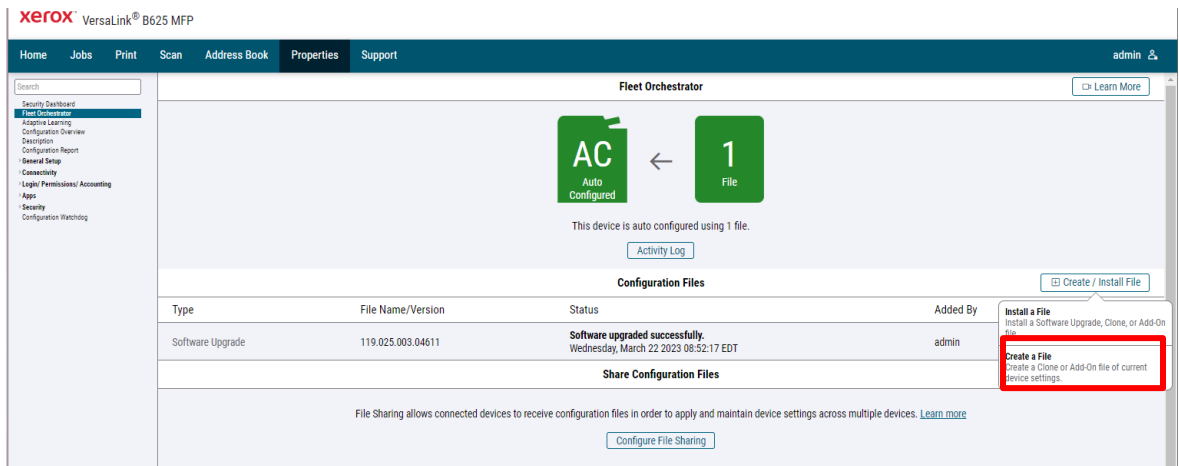 xerox™ VersaLink® B625 MFP
Home Jobs Print Scan Address Book Properties Support admin
Search
Security Dashboard
Fleet Orchestrator
Adaptive Learning
Configuration Overview
Description
Configuration Report
General Setup
Connectivity
Login/ Permissions/ Accounting
Apps
Security
Configuration Watchdog
Fleet Orchestrator
Learn More
AC
Auto
Configured
1
File
This device is auto configured using 1 file.
Activity Log
Configuration Files
Create / Install File
Type File Name/Version Status Added By
Software Upgrade 119.025.003.04611 Software upgraded successfully. admin
Wednesday, March 22 2023 08:52:17 EDT
Install a File
Install a Software Upgrade, Clone, or Add-On
file.
Create a File
Create a Clone or Add-On file of current
device settings.
Share Configuration Files
File Sharing allows connected devices to receive configuration files in order to apply and maintain device settings across multiple devices. Learn more
Configure File Sharing